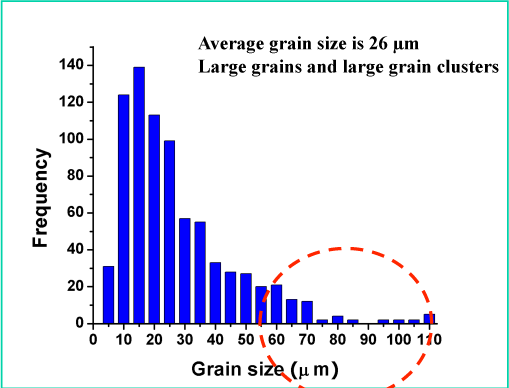 Average grain size is 26 μm
Large grains and large grain clusters
140
120
100
80
60
40
20
0
Frequency
0 10 20 30 40 50 60 70 80 90 100 110
Grain size (μ m)